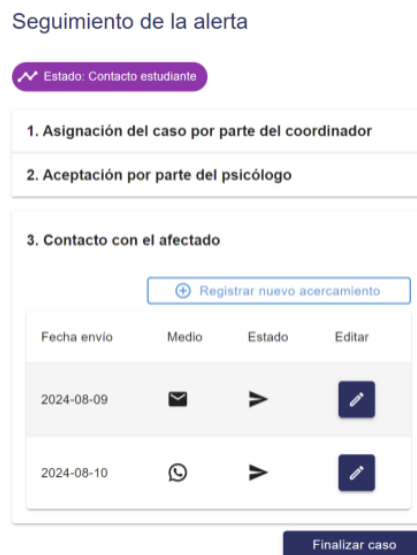 Seguimiento de la alerta
Estado: Contacto estudiante
1. Asignación del caso por parte del coordinador
2. Aceptación por parte del psicólogo
3. Contacto con el afectado
Registrar nuevo acercamiento
Fecha envío Medio Estado Editar
2024-08-09
2024-08-10
Finalizar caso